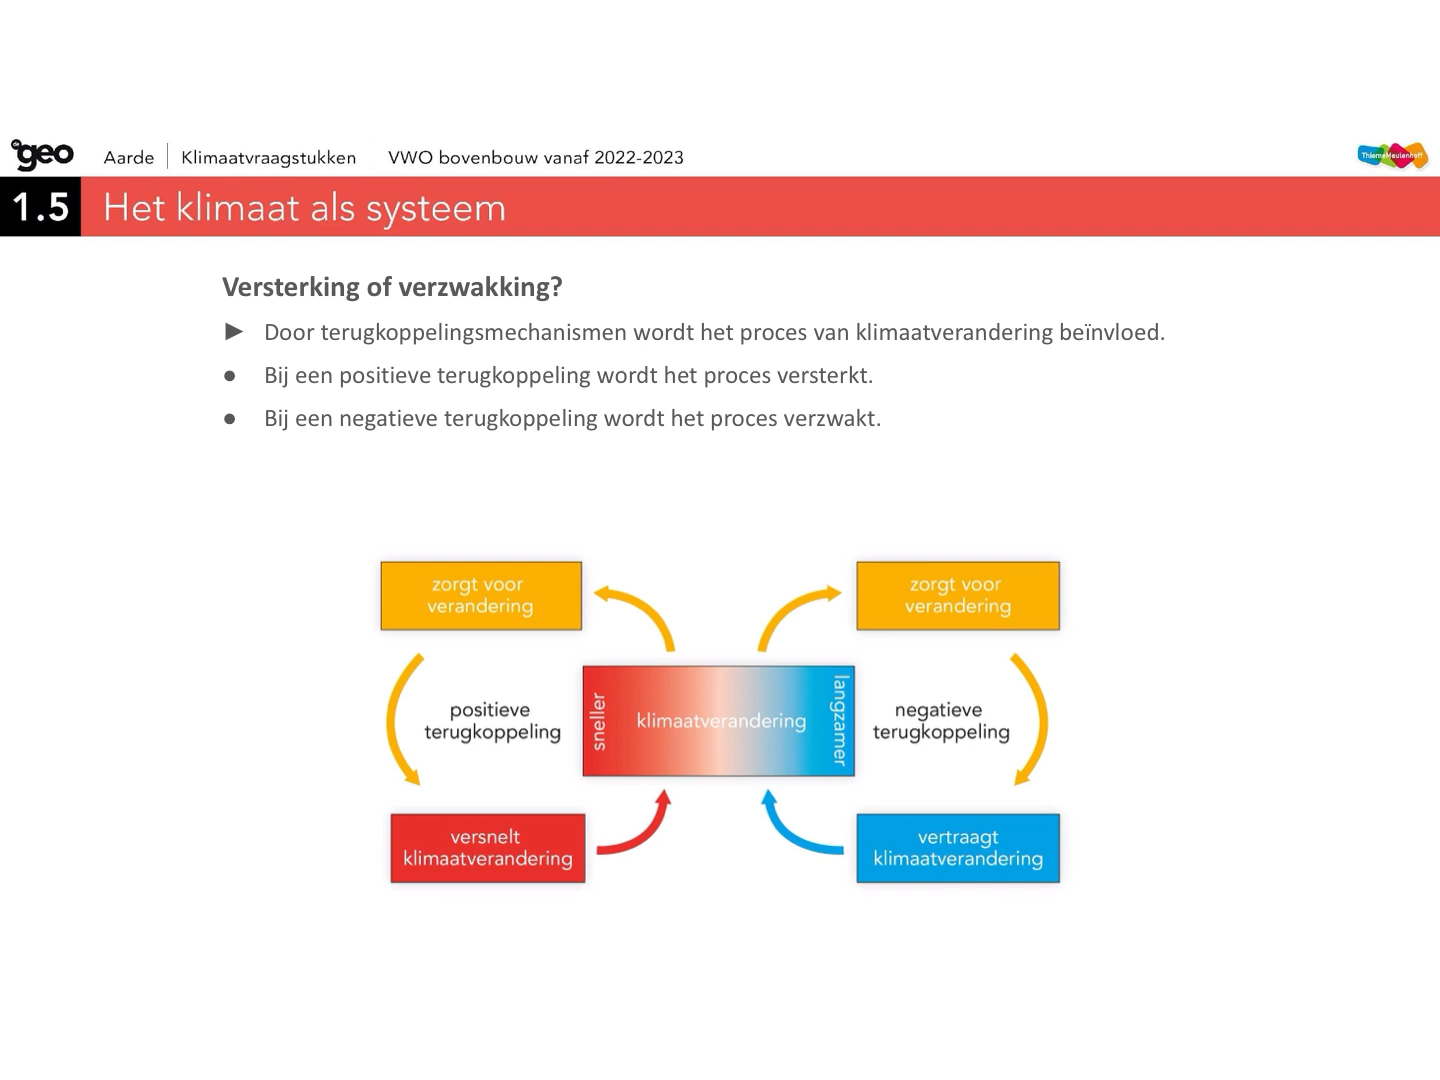 de geo
Aarde | Klimaatvraagstukken VWO bovenbouw vanaf 2022-2023
ThiemeMeulenhoff
1.5 Het klimaat als systeem
Versterking of verzwakking?
► Door terugkoppelingsmechanismen wordt het proces van klimaatverandering beïnvloed.
● Bij een positieve terugkoppeling wordt het proces versterkt.
● Bij een negatieve terugkoppeling wordt het proces verzwakt.
zorgt voor
verandering
zorgt voor
verandering
positieve
terugkoppeling
sneller
klimaatverandering
langzamer
negatieve
terugkoppeling
versnelt
klimaatverandering
vertraagt
klimaatverandering